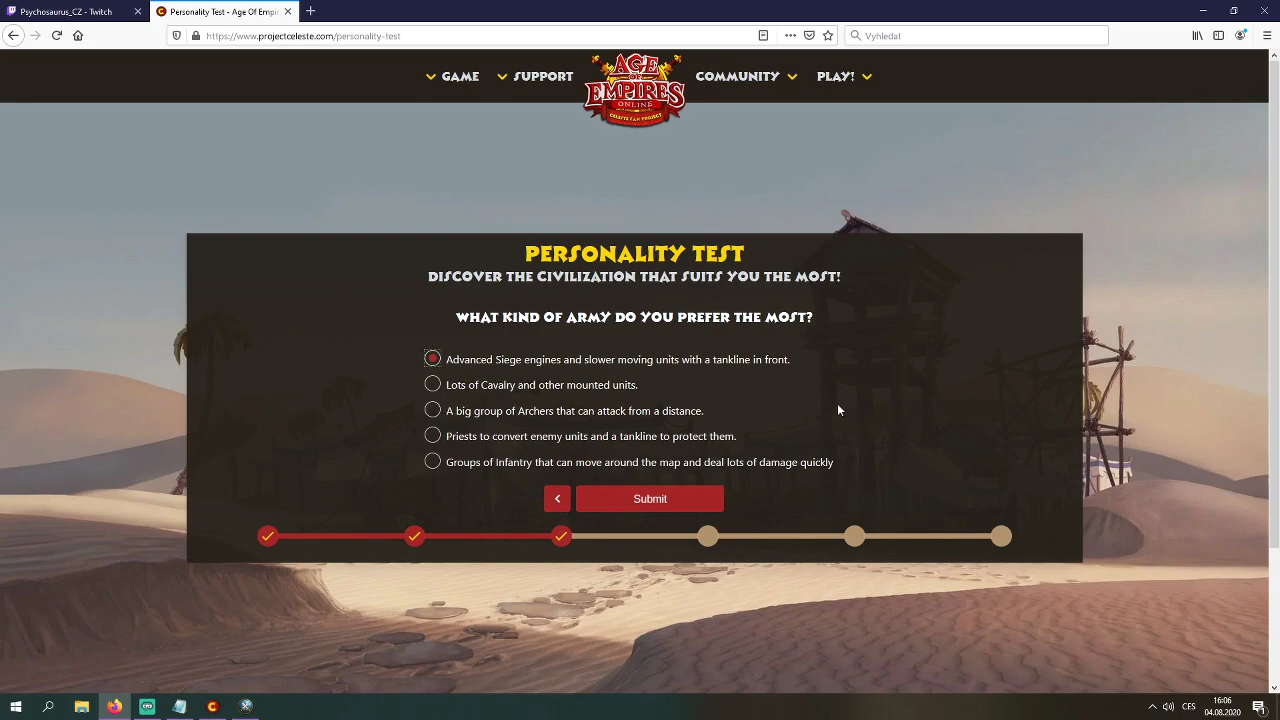 Psychosaurus_CZ - Twitch
Personality Test - Age Of Empi
https://www.projectceleste.com/personality-test
Vyhledat
GAME
SUPPORT
AGE OF EMPIRES ONLINE
CELESTE FAN PROJECT
COMMUNITY
PLAY!
PERSONALITY TEST
DISCOVER THE CIVILIZATION THAT SUITS YOU THE MOST!
WHAT KIND OF ARMY DO YOU PREFER THE MOST?
Advanced Siege engines and slower moving units with a tankline in front.
Lots of Cavalry and other mounted units.
A big group of Archers that can attack from a distance.
Priests to convert enemy units and a tankline to protect them.
Groups of Infantry that can move around the map and deal lots of damage quickly
Submit
16:06
CES
04.08.2020